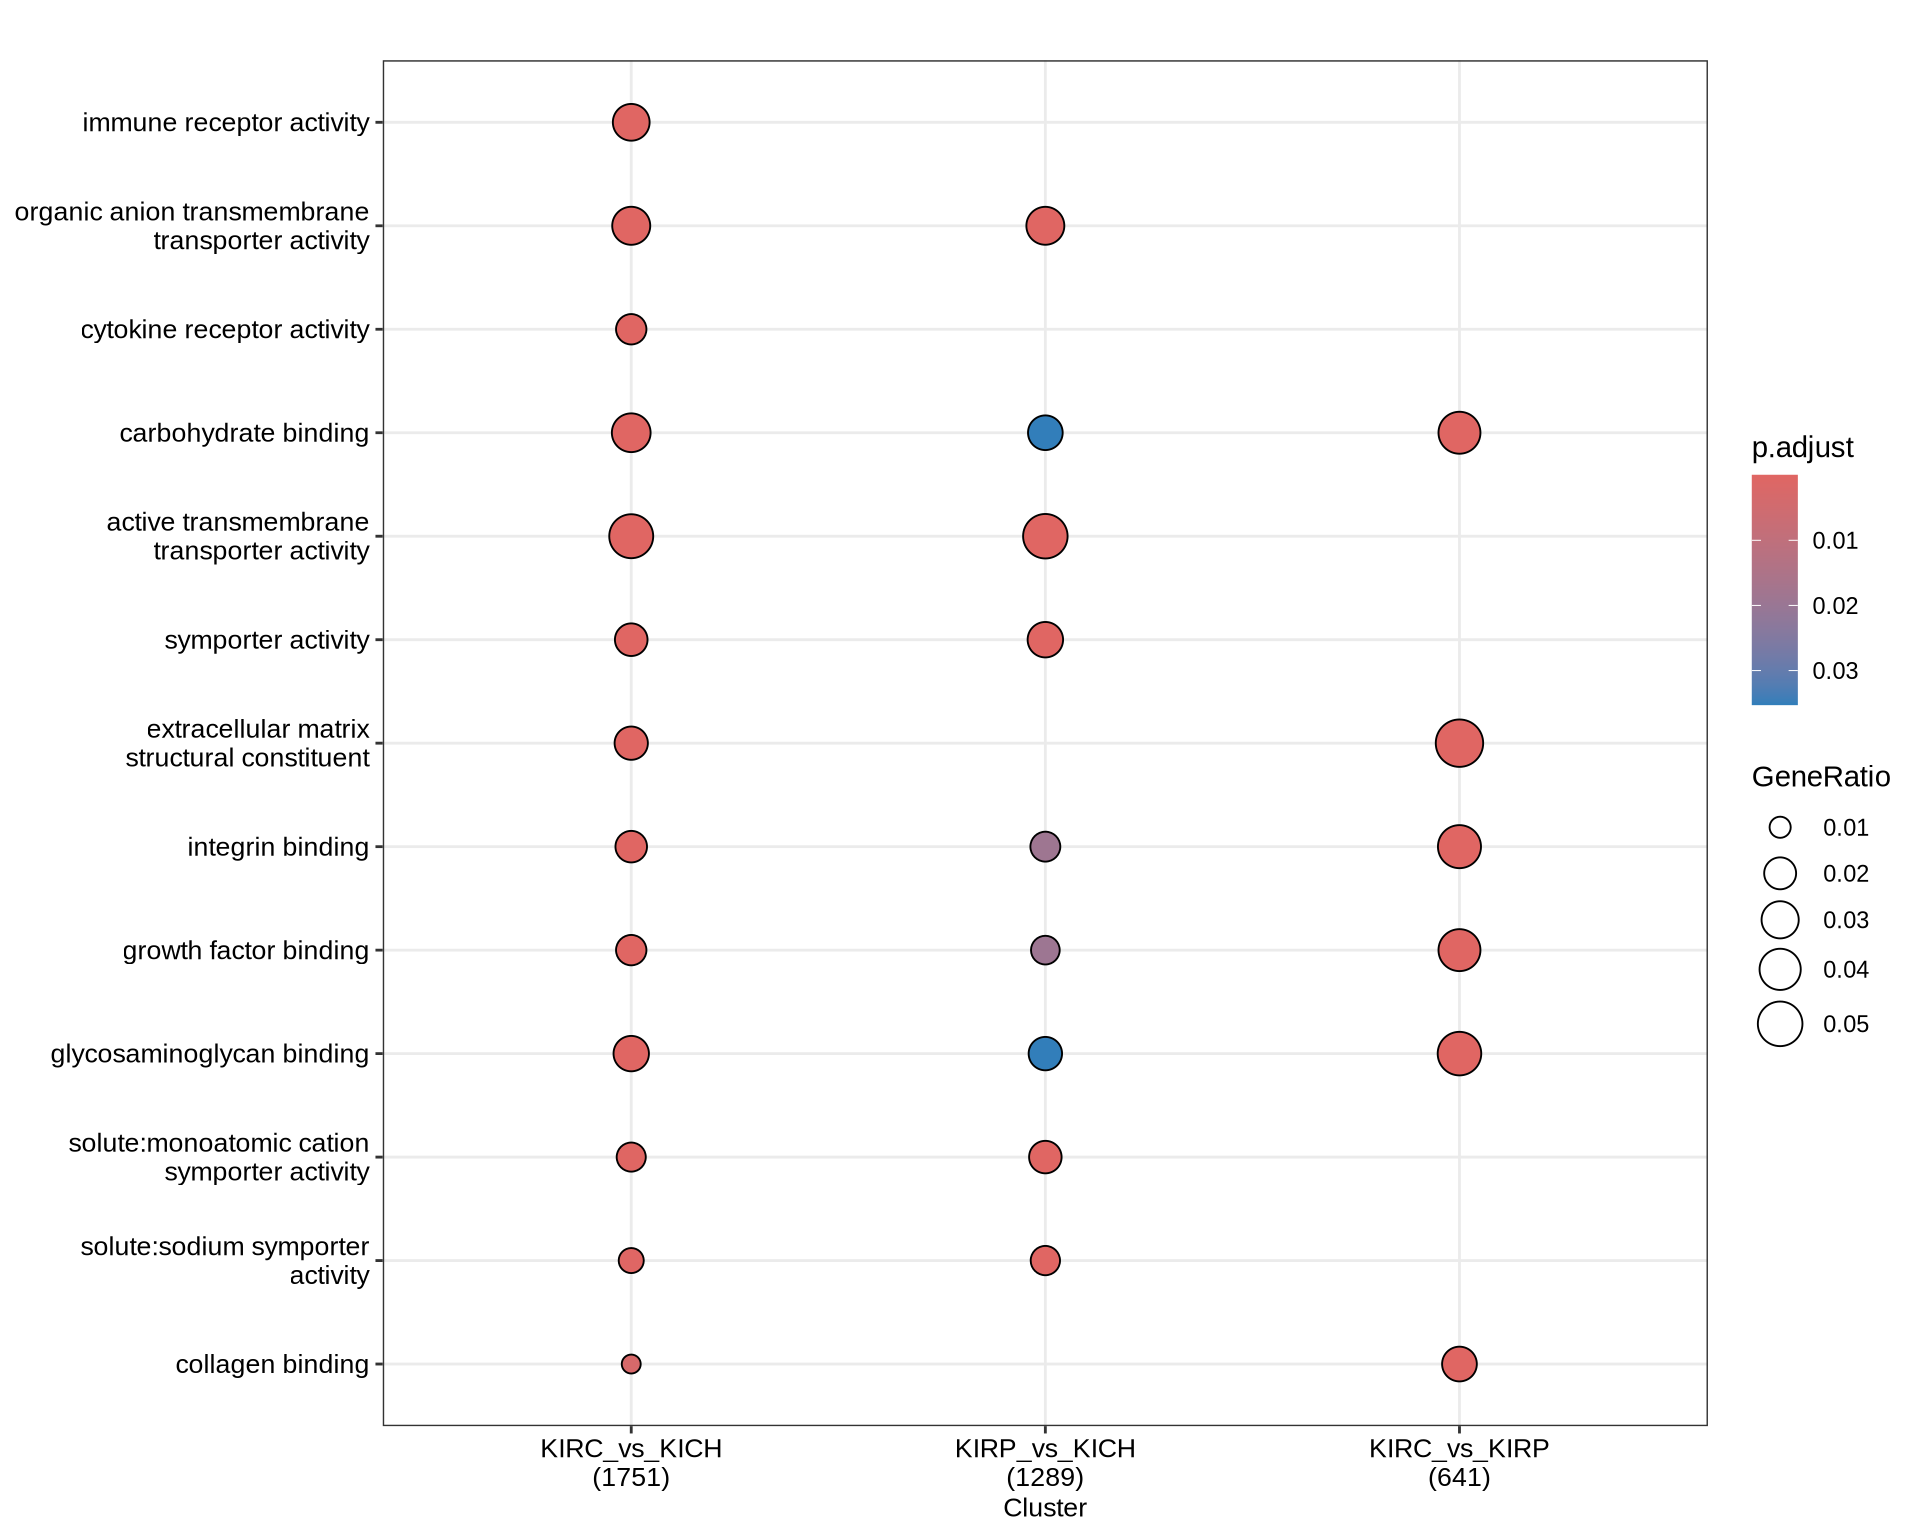 immune receptor activity
organic anion transmembrane
transporter activity
cytokine receptor activity
carbohydrate binding
active transmembrane
transporter activity
symporter activity
extracellular matrix
structural constituent
integrin binding
growth factor binding
glycosaminoglycan binding
solute:monoatomic cation
symporter activity
solute:sodium symporter
activity
collagen binding
KIRC_vs_KICH
(1751)
KIRP_vs_KICH
(1289)
KIRC_vs_KIRP
(641)
Cluster
p.adjust
0.01
0.02
0.03
GeneRatio
0.01
0.02
0.03
0.04
0.05